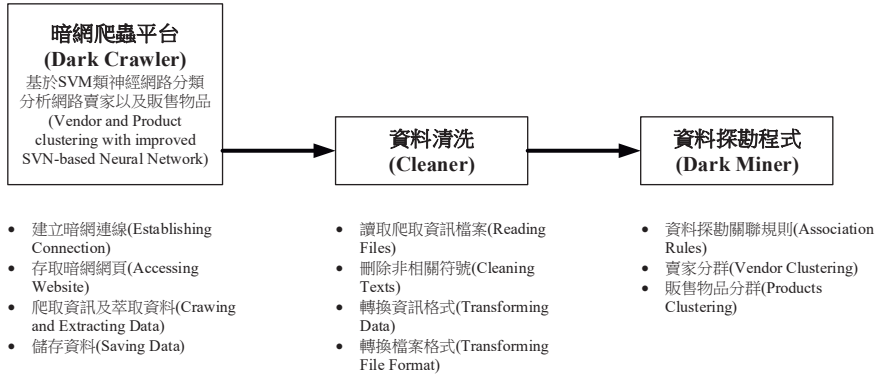 暗網爬蟲平台
(Dark Crawler)
基於SVM類神經網路分類
分析網路賣家以及販售物品
(Vendor and Product
clustering with improved
SVN-based Neural Network)
資料清洗
(Cleaner)
資料探勘程式
(Dark Miner)
• 建立暗網連線(Establishing
Connection)
• 存取暗網網頁(Accessing
Website)
• 爬取資訊及萃取資料(Crawing
and Extracting Data)
• 儲存資料(Saving Data)
• 讀取爬取資訊檔案(Reading
Files)
• 刪除非相關符號(Cleaning
Texts)
• 轉換資訊格式(Transforming
Data)
• 轉換檔案格式(Transforming
File Format)
• 資料探勘關聯規則(Association
Rules)
• 賣家分群(Vendor Clustering)
• 販售物品分群(Products
Clustering)